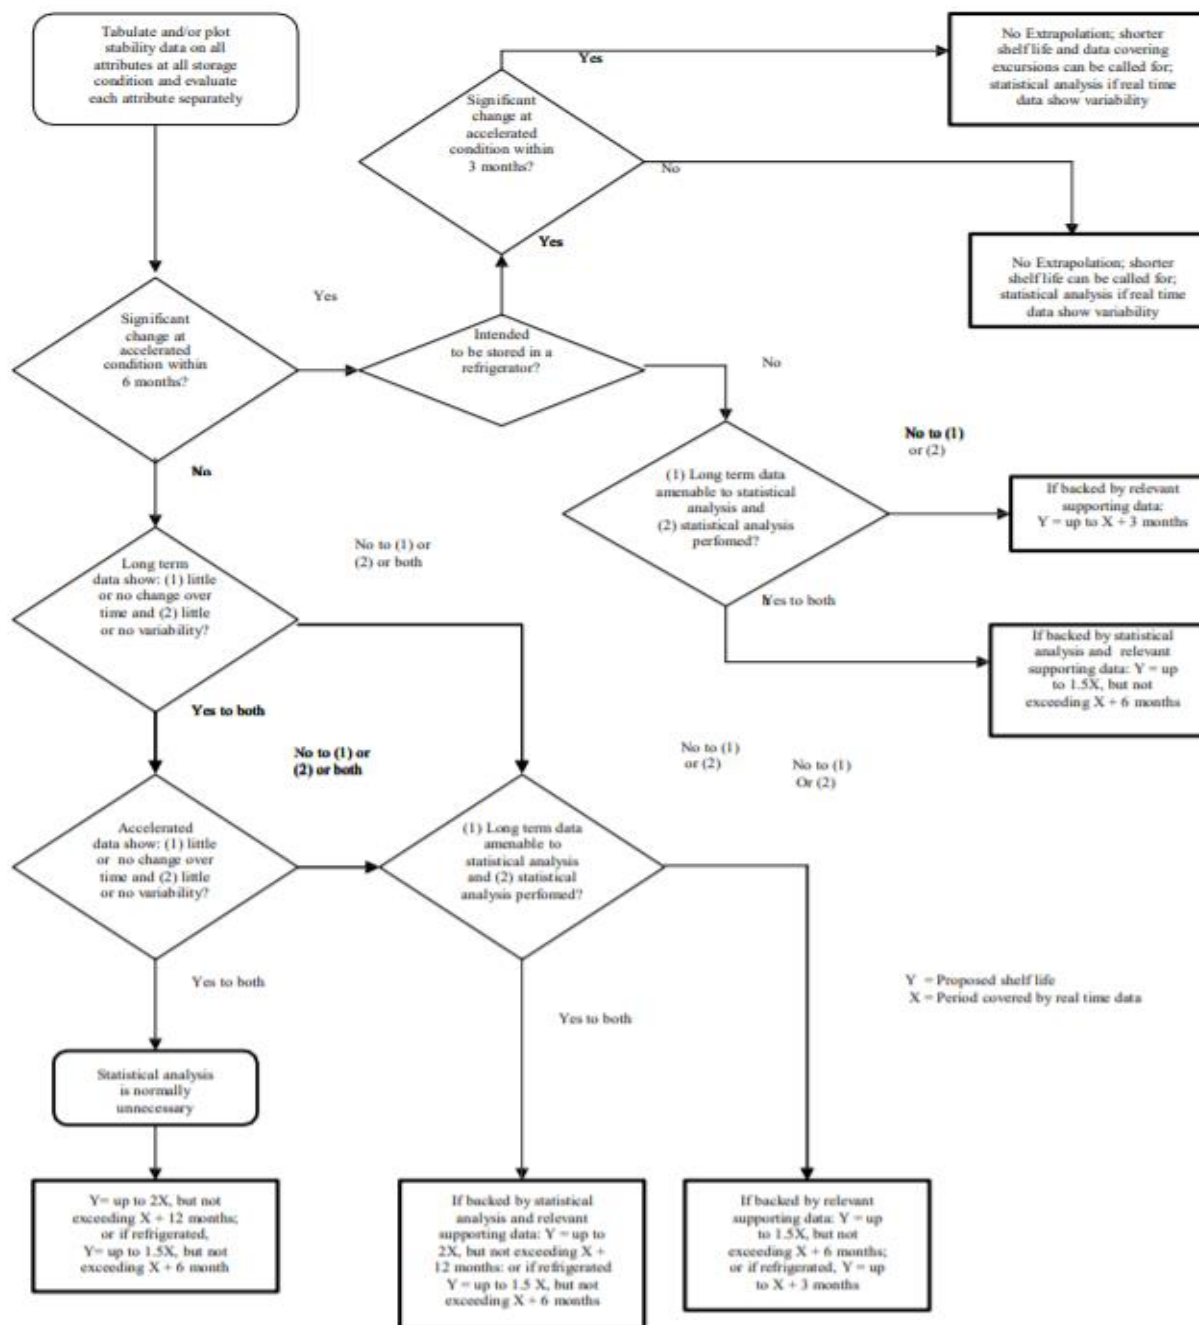 Tabulate and/or plot
stability data on all
attributes at all storage
condition and evaluate
each attribute separately
Yes
No Extrapolation; shorter
shelf life and data covering
excursions can be called for;
statistical analysis if real time
data show variability
Significant
change at
accelerated
condition within
3 months?
No
Yes
No Extrapolation; shorter
shelf life can be called for;
statistical analysis if real time
data show variability
Significant
change at
accelerated
condition within
6 months?
Yes
Intended
to be stored in a
refrigerator?
No
No
(1) Long term data
amenable to statistical
analysis and
(2) statistical analysis
perfomed?
No to (1)
or (2)
If backed by relevant
supporting data:
Y = up to X + 3 months
Yes to both
If backed by statistical
analysis and relevant
supporting data: Y = up
to 1.5X, but not
exceeding X + 6 months
Long term
data show: (1) little
or no change over
time and (2) little
or no variability?
No to (1) or
(2) or both
Yes to both
No to (1) or
(2) or both
No to (1)
or (2)
No to (1)
Or (2)
Accelerated
data show: (1) little
or no change over
time and (2) little
or no variability?
(1) Long term data
amenable to
statistical analysis
and (2) statistical
analysis perfomed?
Yes to both
Yes to both
Y = Proposed shelf life
X = Period covered by real time data
Statistical analysis
is normally
unnecessary
Y= up to 2X, but not
exceeding X + 12 months;
or if refrigerated,
Y= up to 1.5X, but not
exceeding X + 6 month
If backed by statistical
analysis and relevant
supporting data: Y = up to
2X, but not exceeding X +
12 months: or if refrigerated
Y = up to 1.5 X, but not
exceeding X + 6 months
If backed by relevant
supporting data: Y = up
to 1.5X, but not
exceeding X + 6 months;
or if refrigerated, Y = up
to X + 3 months